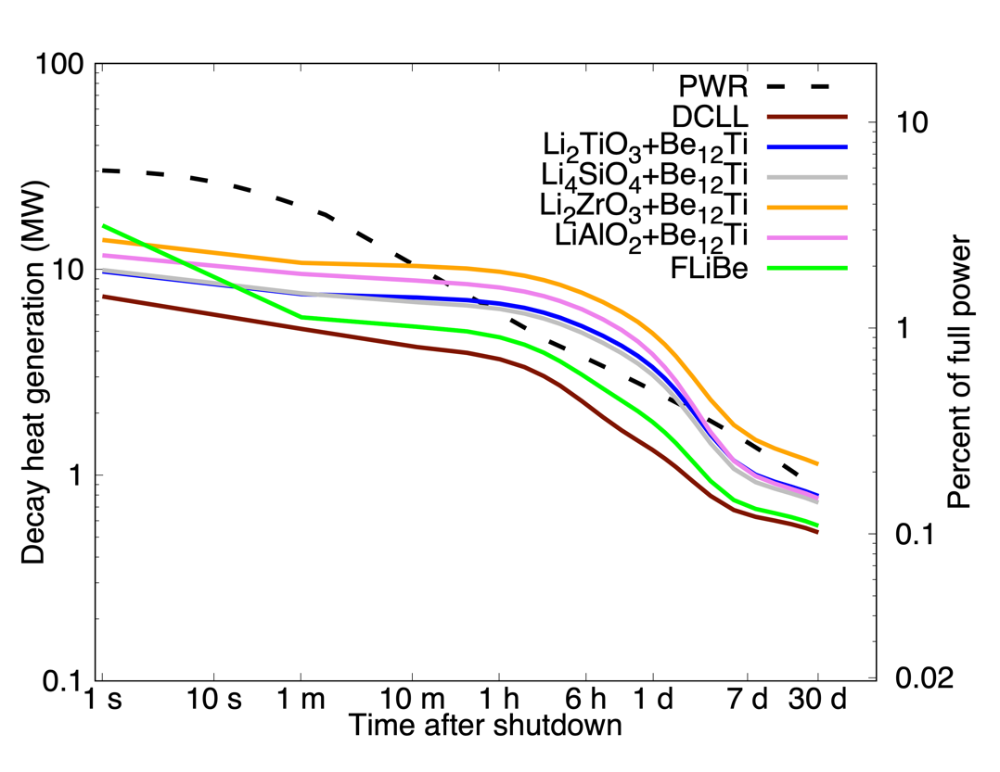 100
10
1
0.1
Decay heat generation (MW)
PWR
DCLL
Li₂TiO₃+Be₁₂Ti
Li₄SiO₄+Be₁₂Ti
Li₂ZrO₃+Be₁₂Ti
LiAlO₂+Be₁₂Ti
FLiBe
10
1
0.1
0.02
Percent of full power
1 s 10 s 1 m 10 m 1 h 6 h 1 d 7 d 30 d
Time after shutdown